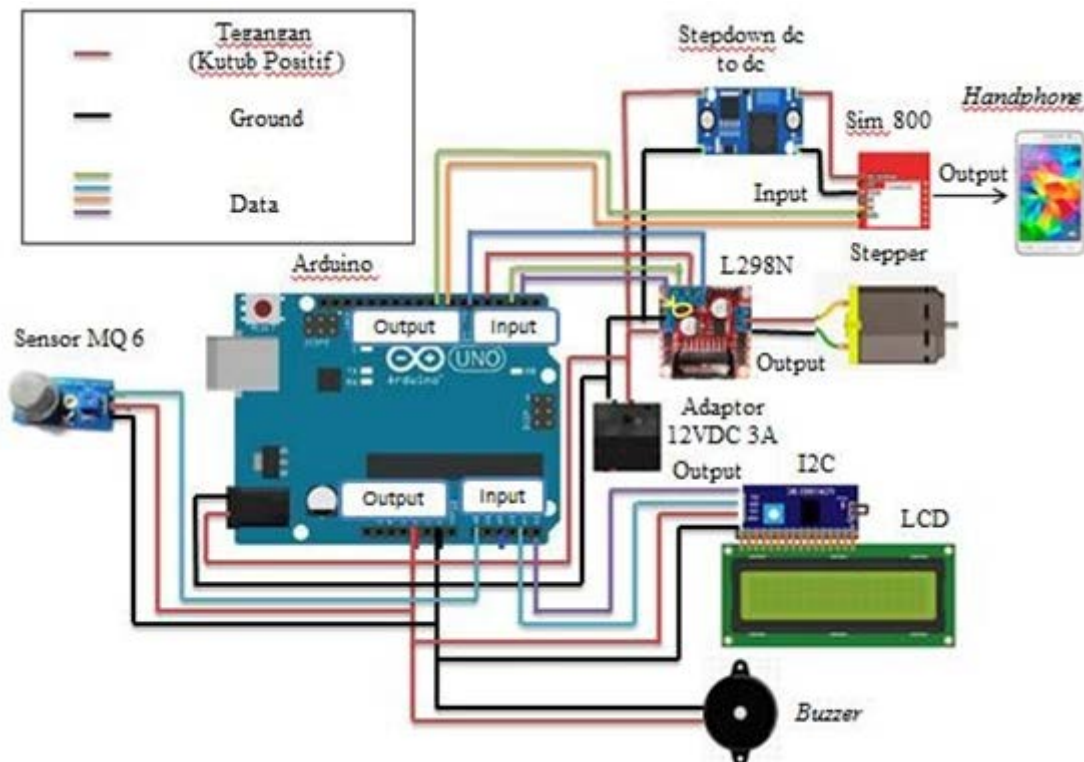 Tegangan
(Kutub Positif)
Ground
Data
Stepdown dc
to dc
Handphone
Sim 800
Output
Input
Arduino
L298N
Stepper
Output
Input
Sensor MQ 6
UNO
Arduino
Output
Adaptor
12VDC 3A
Output
I2C
Output
Input
LCD
Buzzer